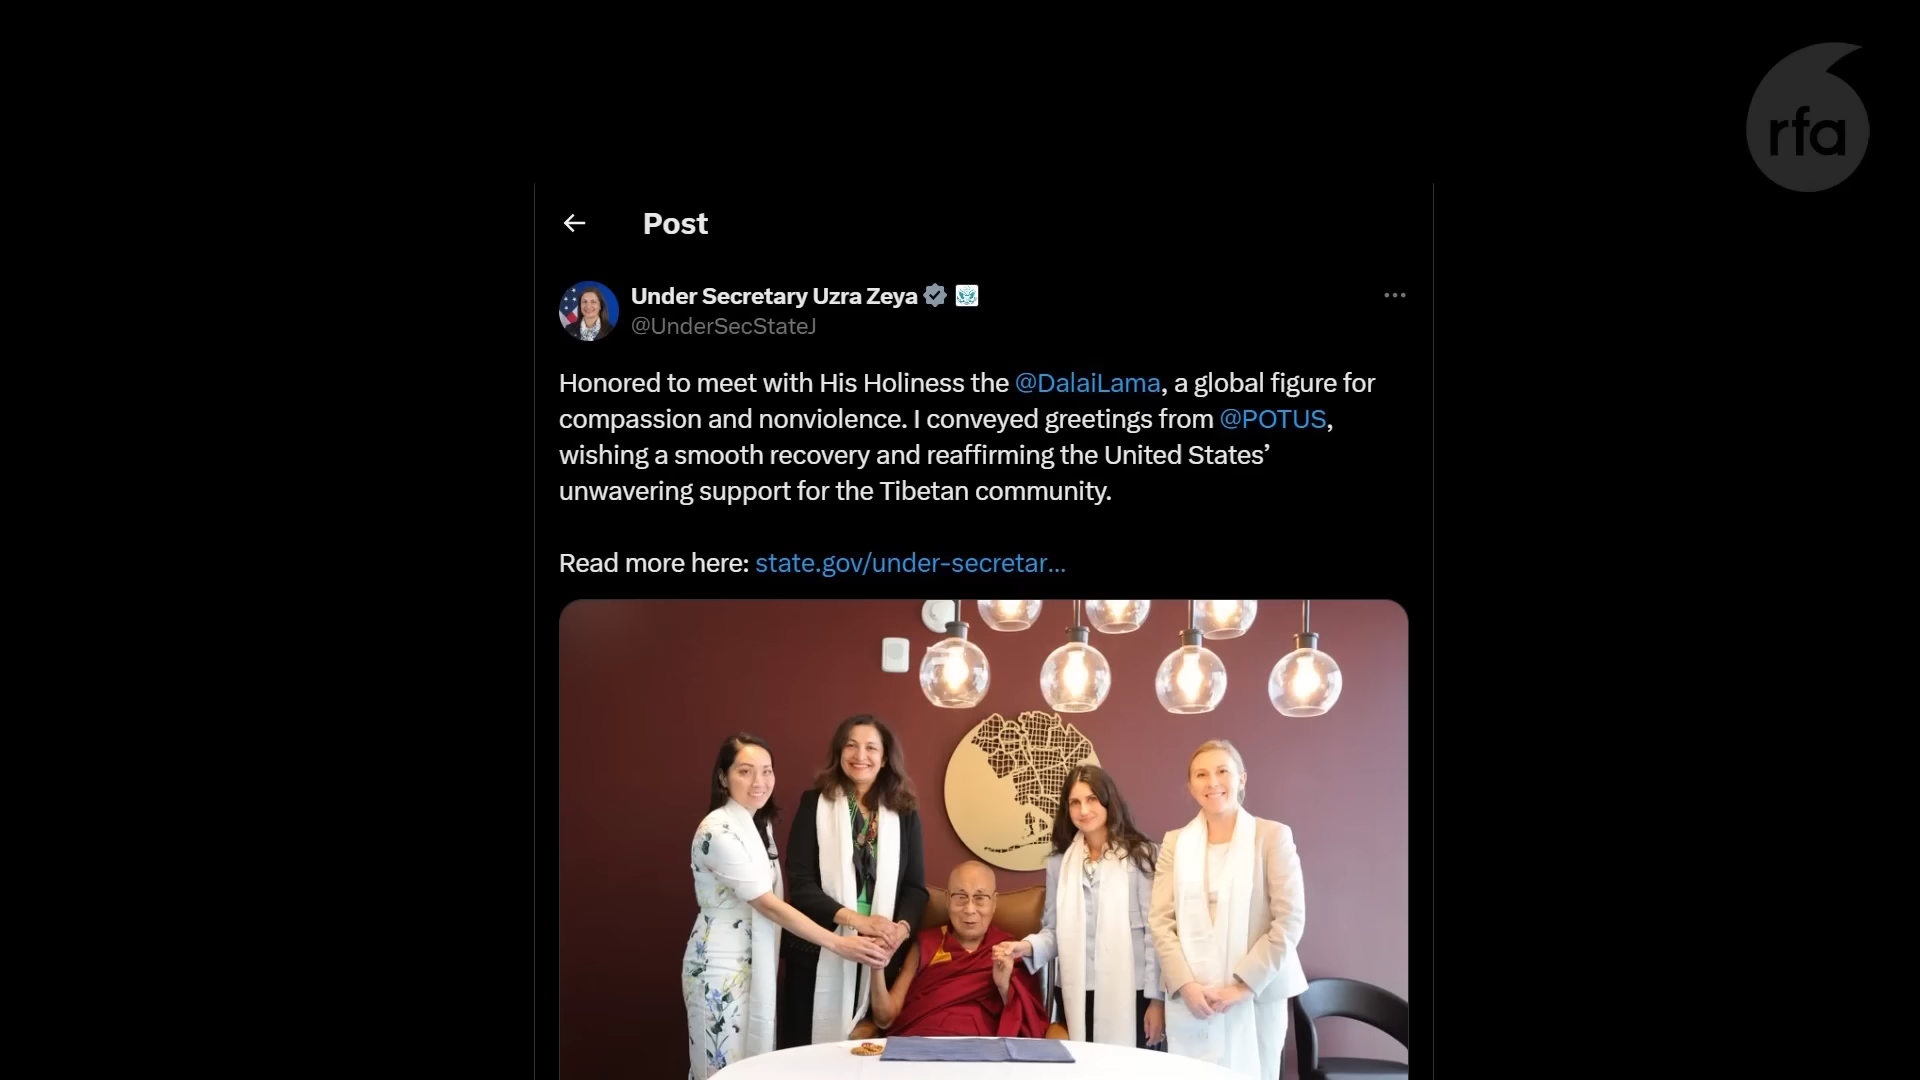 rfa
Post
Under Secretary Uzra Zeya
@UnderSecStateJ
Honored to meet with His Holiness the @DalaiLama, a global figure for
compassion and nonviolence. I conveyed greetings from @POTUS,
wishing a smooth recovery and reaffirming the United States’
unwavering support for the Tibetan community.
Read more here: state.gov/under-secretar...